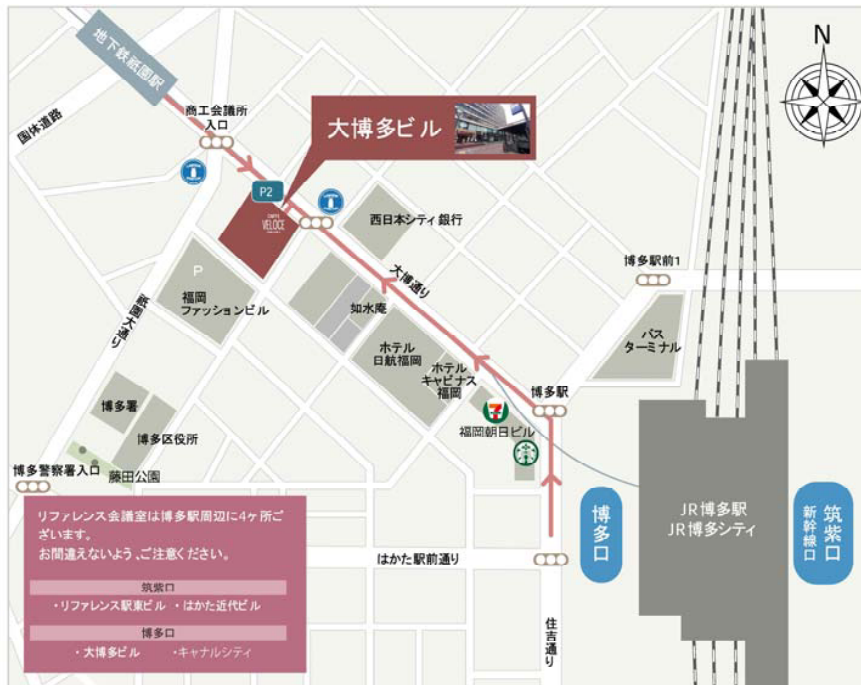 地下鉄祇園駅
N
商工会議所
入口
国体道路
大博多ビル
P2
CAFFE
VELOCE
西日本シティ銀行
博多駅前1
大博通り
P
福岡
ファッションビル
如水庵
バス
ターミナル
祇園大通り
ホテル
日航福岡
ホテル
キャビナス
福岡
博多駅
7
博多署
福岡朝日ビル
博多区役所
博多警察署入口
藤田公園
リファレンス会議室は博多駅周辺に4ヶ所ご
ざいます。
お間違えないよう、ご注意ください。
筑紫口
・リファレンス駅東ビル ・はかた近代ビル
博多口
・大博多ビル ・キャナルシティ
はかた駅前通り
博多口
JR博多駅
JR博多シティ
筑紫口
新幹線口
住吉通り